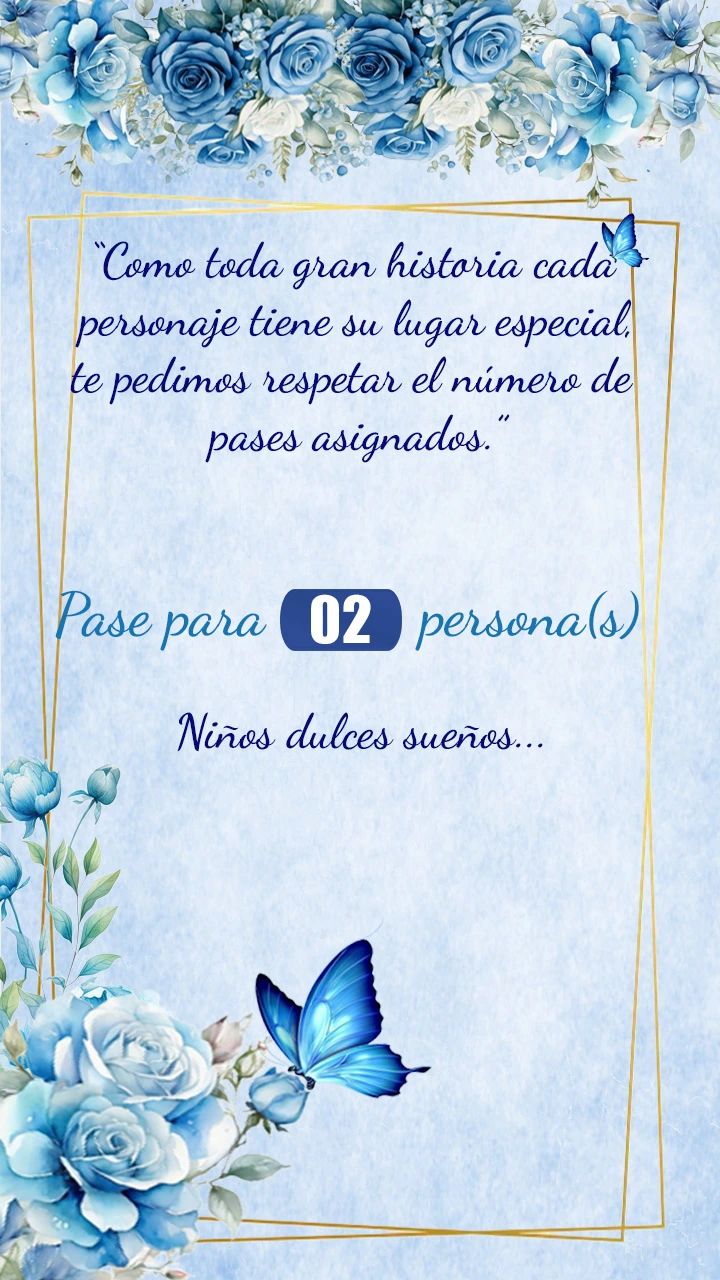 “Como toda gran historia cada
personaje tiene su lugar especial,
te pedimos respetar el número de
pases asignados.”
Pase para 02 persona(s)
Niños dulces sueños...